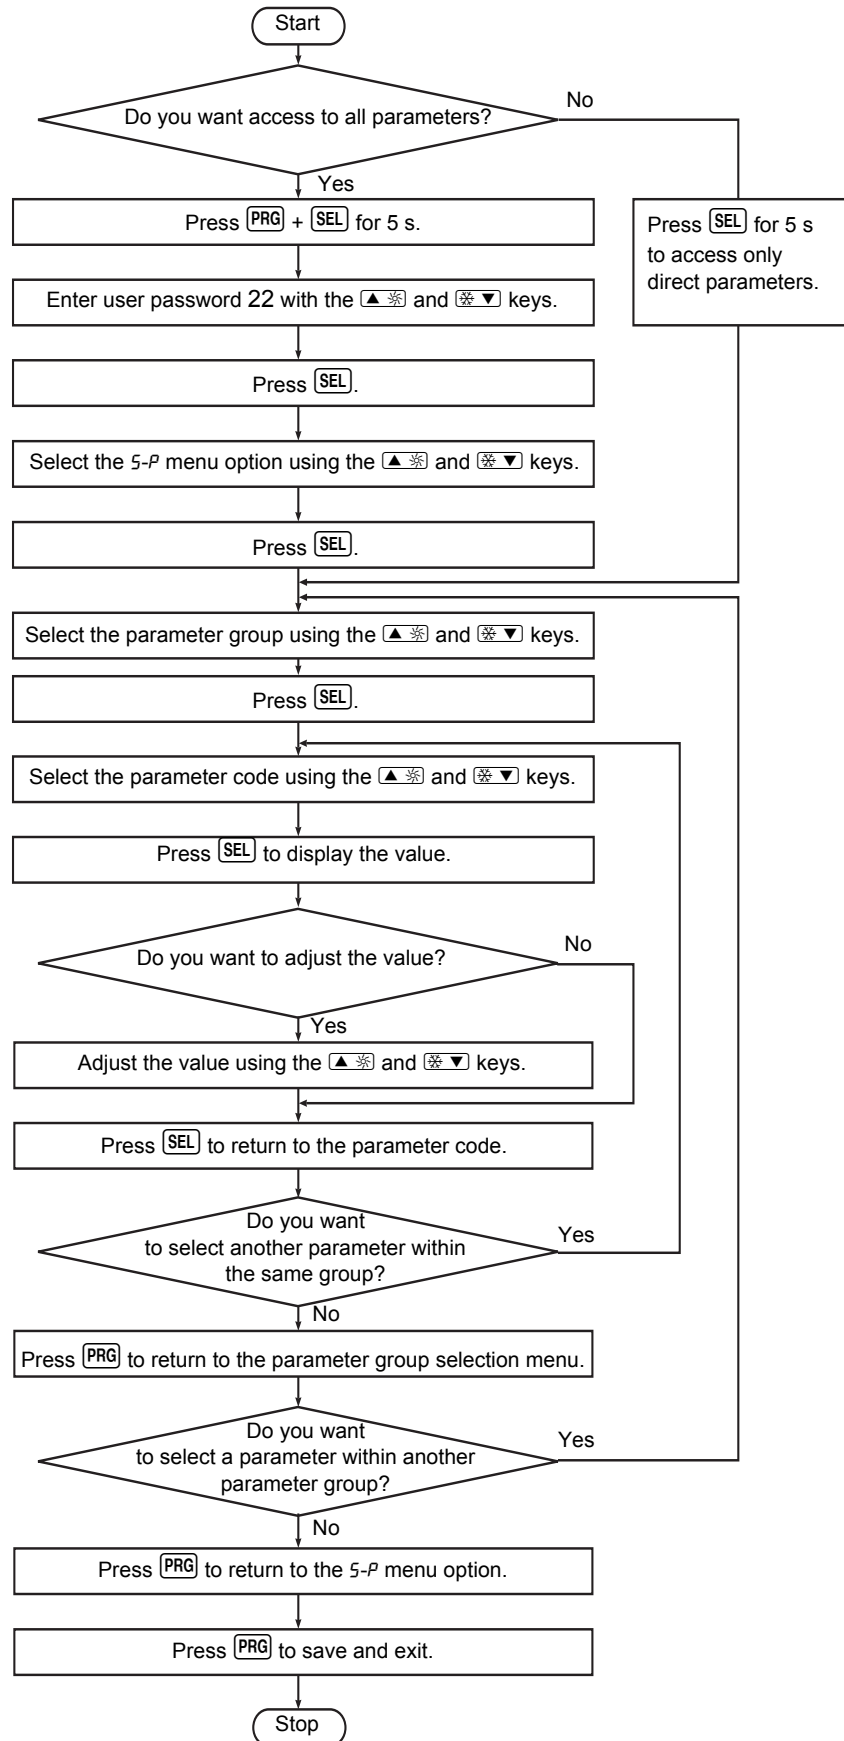 Start
Do you want access to all parameters?
No
Yes
Press PRG + SEL for 5 s.
Press SEL for 5 s
to access only
direct parameters.
Enter user password 22 with the ▲ and ▼ keys.
Press SEL.
Select the 5-P menu option using the ▲ and ▼ keys.
Press SEL.
Select the parameter group using the ▲ and ▼ keys.
Press SEL.
Select the parameter code using the ▲ and ▼ keys.
Press SEL to display the value.
Do you want to adjust the value?
No
Yes
Adjust the value using the ▲ and ▼ keys.
Press SEL to return to the parameter code.
Do you want
to select another parameter within
the same group?
Yes
No
Press PRG to return to the parameter group selection menu.
Do you want
to select a parameter within another
parameter group?
Yes
No
Press PRG to return to the 5-P menu option.
Press PRG to save and exit.
Stop